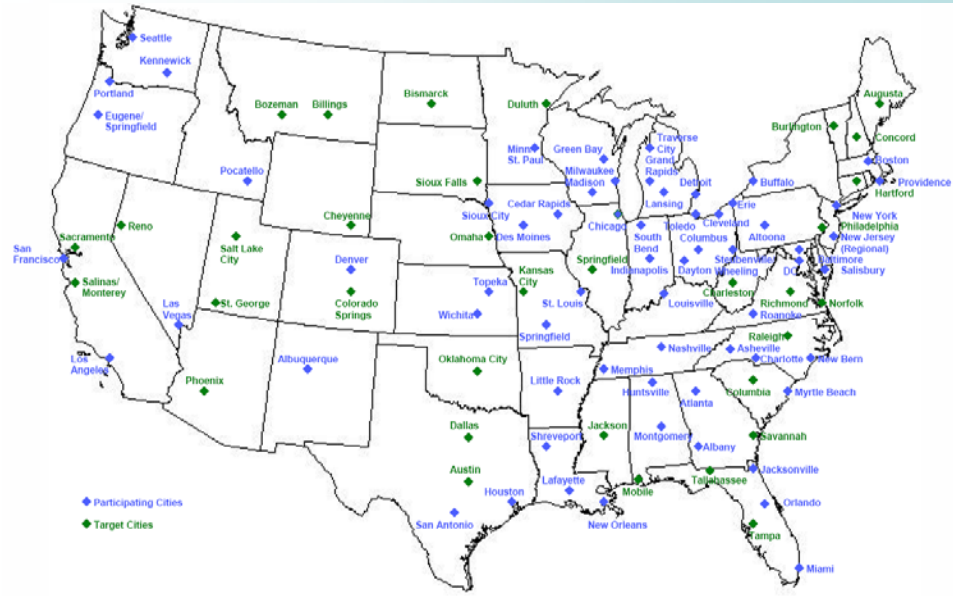 Seattle
Kennewick
Portland
Eugene/
Springfield
Bozeman
Billings
Bismarck
Duluth
Minn
St. Paul
Green Bay
Milwaukee
Madison
Traverse
City
Grand
Rapids
Lansing
Detroit
Augusta
Burlington
Concord
Boston
Providence
Hartford
Buffalo
Pocatello
Sioux Falls
Sioux City
Cedar Rapids
Des Moines
Chicago
Toledo
Cleveland
Erie
New York
Philadelphia
New Jersey
(Regional)
Altoona
Reno
Sacramento
San
Francisco
Salinas/
Monterey
Salt Lake
City
Cheyenne
Omaha
Denver
Colorado
Springs
Topeka
Kansas
City
Wichita
Springfield
St. Louis
South
Bend
Indianapolis
Columbus
Dayton
Steubenville
Wheeling
Baltimore
DC
Salisbury
Charleston
Louisville
Richmond
Norfolk
Roanoke
St. George
Las
Vegas
Los
Angeles
Phoenix
Albuquerque
Oklahoma City
Springfield
Little Rock
Memphis
Nashville
Raleigh
Asheville
Charlotte
New Bern
Huntsville
Atlanta
Columbia
Myrtle Beach
Dallas
Austin
Shreveport
Jackson
Montgomery
Albany
Savannah
Jacksonville
Tallahassee
Mobile
Lafayette
Houston
San Antonio
New Orleans
Orlando
Tampa
Miami
Participating Cities
Target Cities